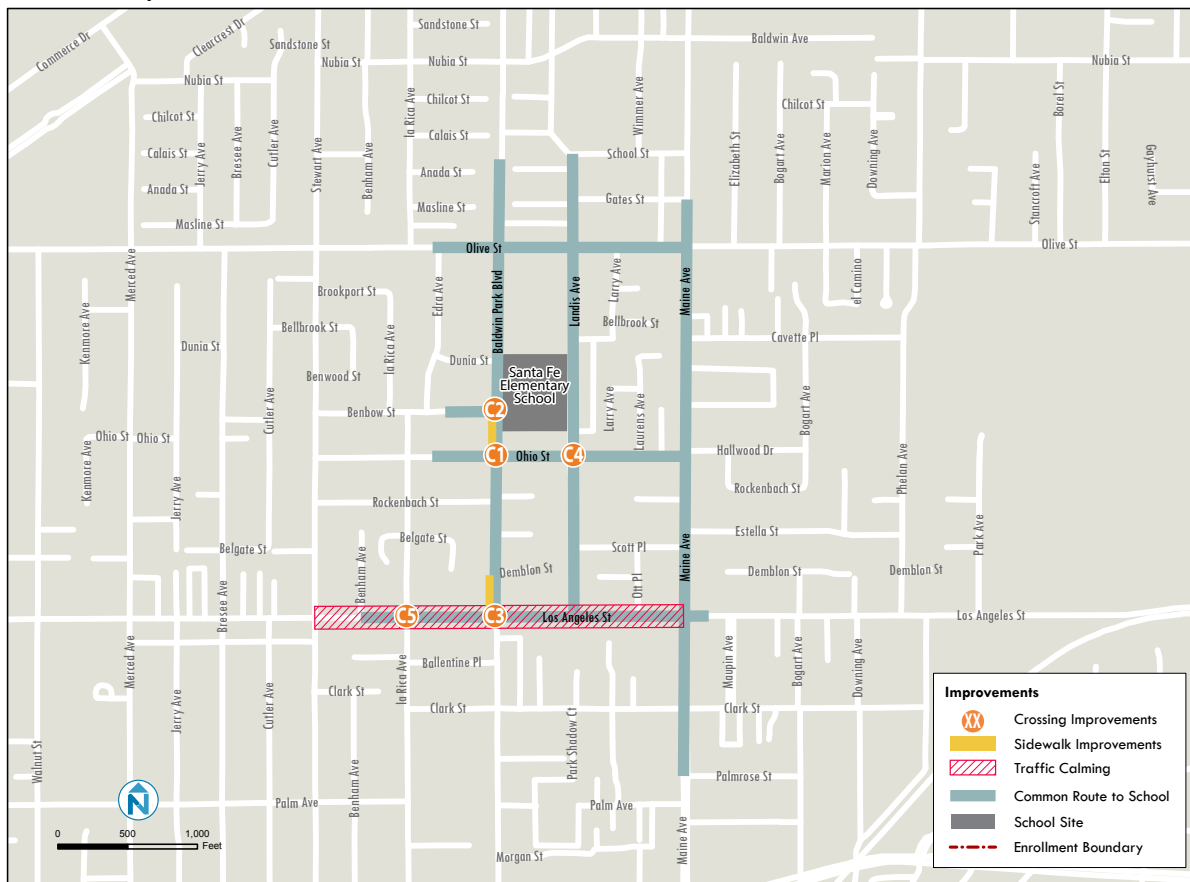 Commerce Dr
Clearcrest Dr
Sandstone St
Sandstone St
Baldwin Ave
Nubia St
Nubia St
Nubia St
Nubia St
Chilcot St
Chilcot St
Chilcot St
Calais St
Calais St
Anada St
Anada St
Masline St
Masline St
Jerry Ave
Bresee Ave
Cutler Ave
Stewart Ave
Benham Ave
la Rica Ave
Wimmer Ave
School St
Gates St
Elizabeth St
Bogart Ave
Marion Ave
Downing Ave
Borel St
Stancroft Ave
Elton St
Gayhurst Ave
Merced Ave
Olive St
Olive St
Kenmore Ave
Dunia St
Brookport St
Bellbrook St
Benwood St
la Rica Ave
Edra Ave
Baldwin Park Blvd
Landis Ave
Larry Ave
Bellbrook St
Maine Ave
el Camino
Cavette Pl
Dunia St
Santa Fe
Elementary
School
Cutler Ave
Benbow St
C2
Larry Ave
Laurens Ave
Bogart Ave
Ohio St
Ohio St
C1
Ohio St
C4
Hallwood Dr
Kenmore Ave
Jerry Ave
Rockenbach St
Rockenbach St
Phelan Ave
Park Ave
Belgate St
Belgate St
Estella St
Scott Pl
Maine Ave
Benham Ave
Demblon St
Ott Pl
Demblon St
Demblon St
Bresee Ave
C5
C3
Los Angeles St
Los Angeles St
Merced Ave
Jerry Ave
Cutler Ave
la Rica Ave
Ballentine Pl
Clark St
Clark St
Park Shadow Ct
Maupin Ave
Bogart Ave
Downing Ave
Clark St
Walnut St
Benham Ave
Palmrose St
Palm Ave
Palm Ave
Maine Ave
Morgan St
N
0 500 1,000
Feet
Improvements
XX Crossing Improvements
Sidewalk Improvements
Traffic Calming
Common Route to School
School Site
Enrollment Boundary